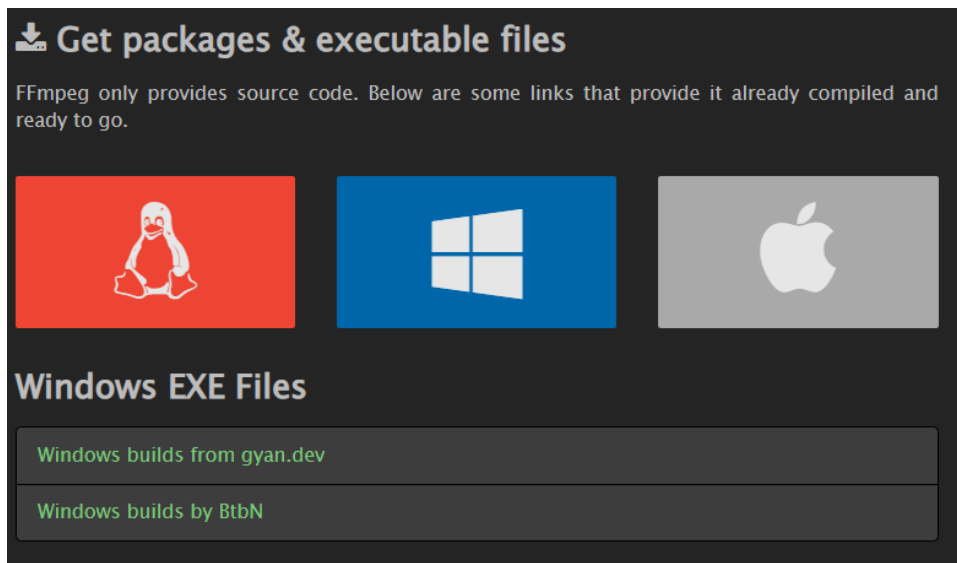 Get packages & executable files
FFmpeg only provides source code. Below are some links that provide it already compiled and
ready to go.
Windows EXE Files
Windows builds from gyan.dev
Windows builds by BtbN